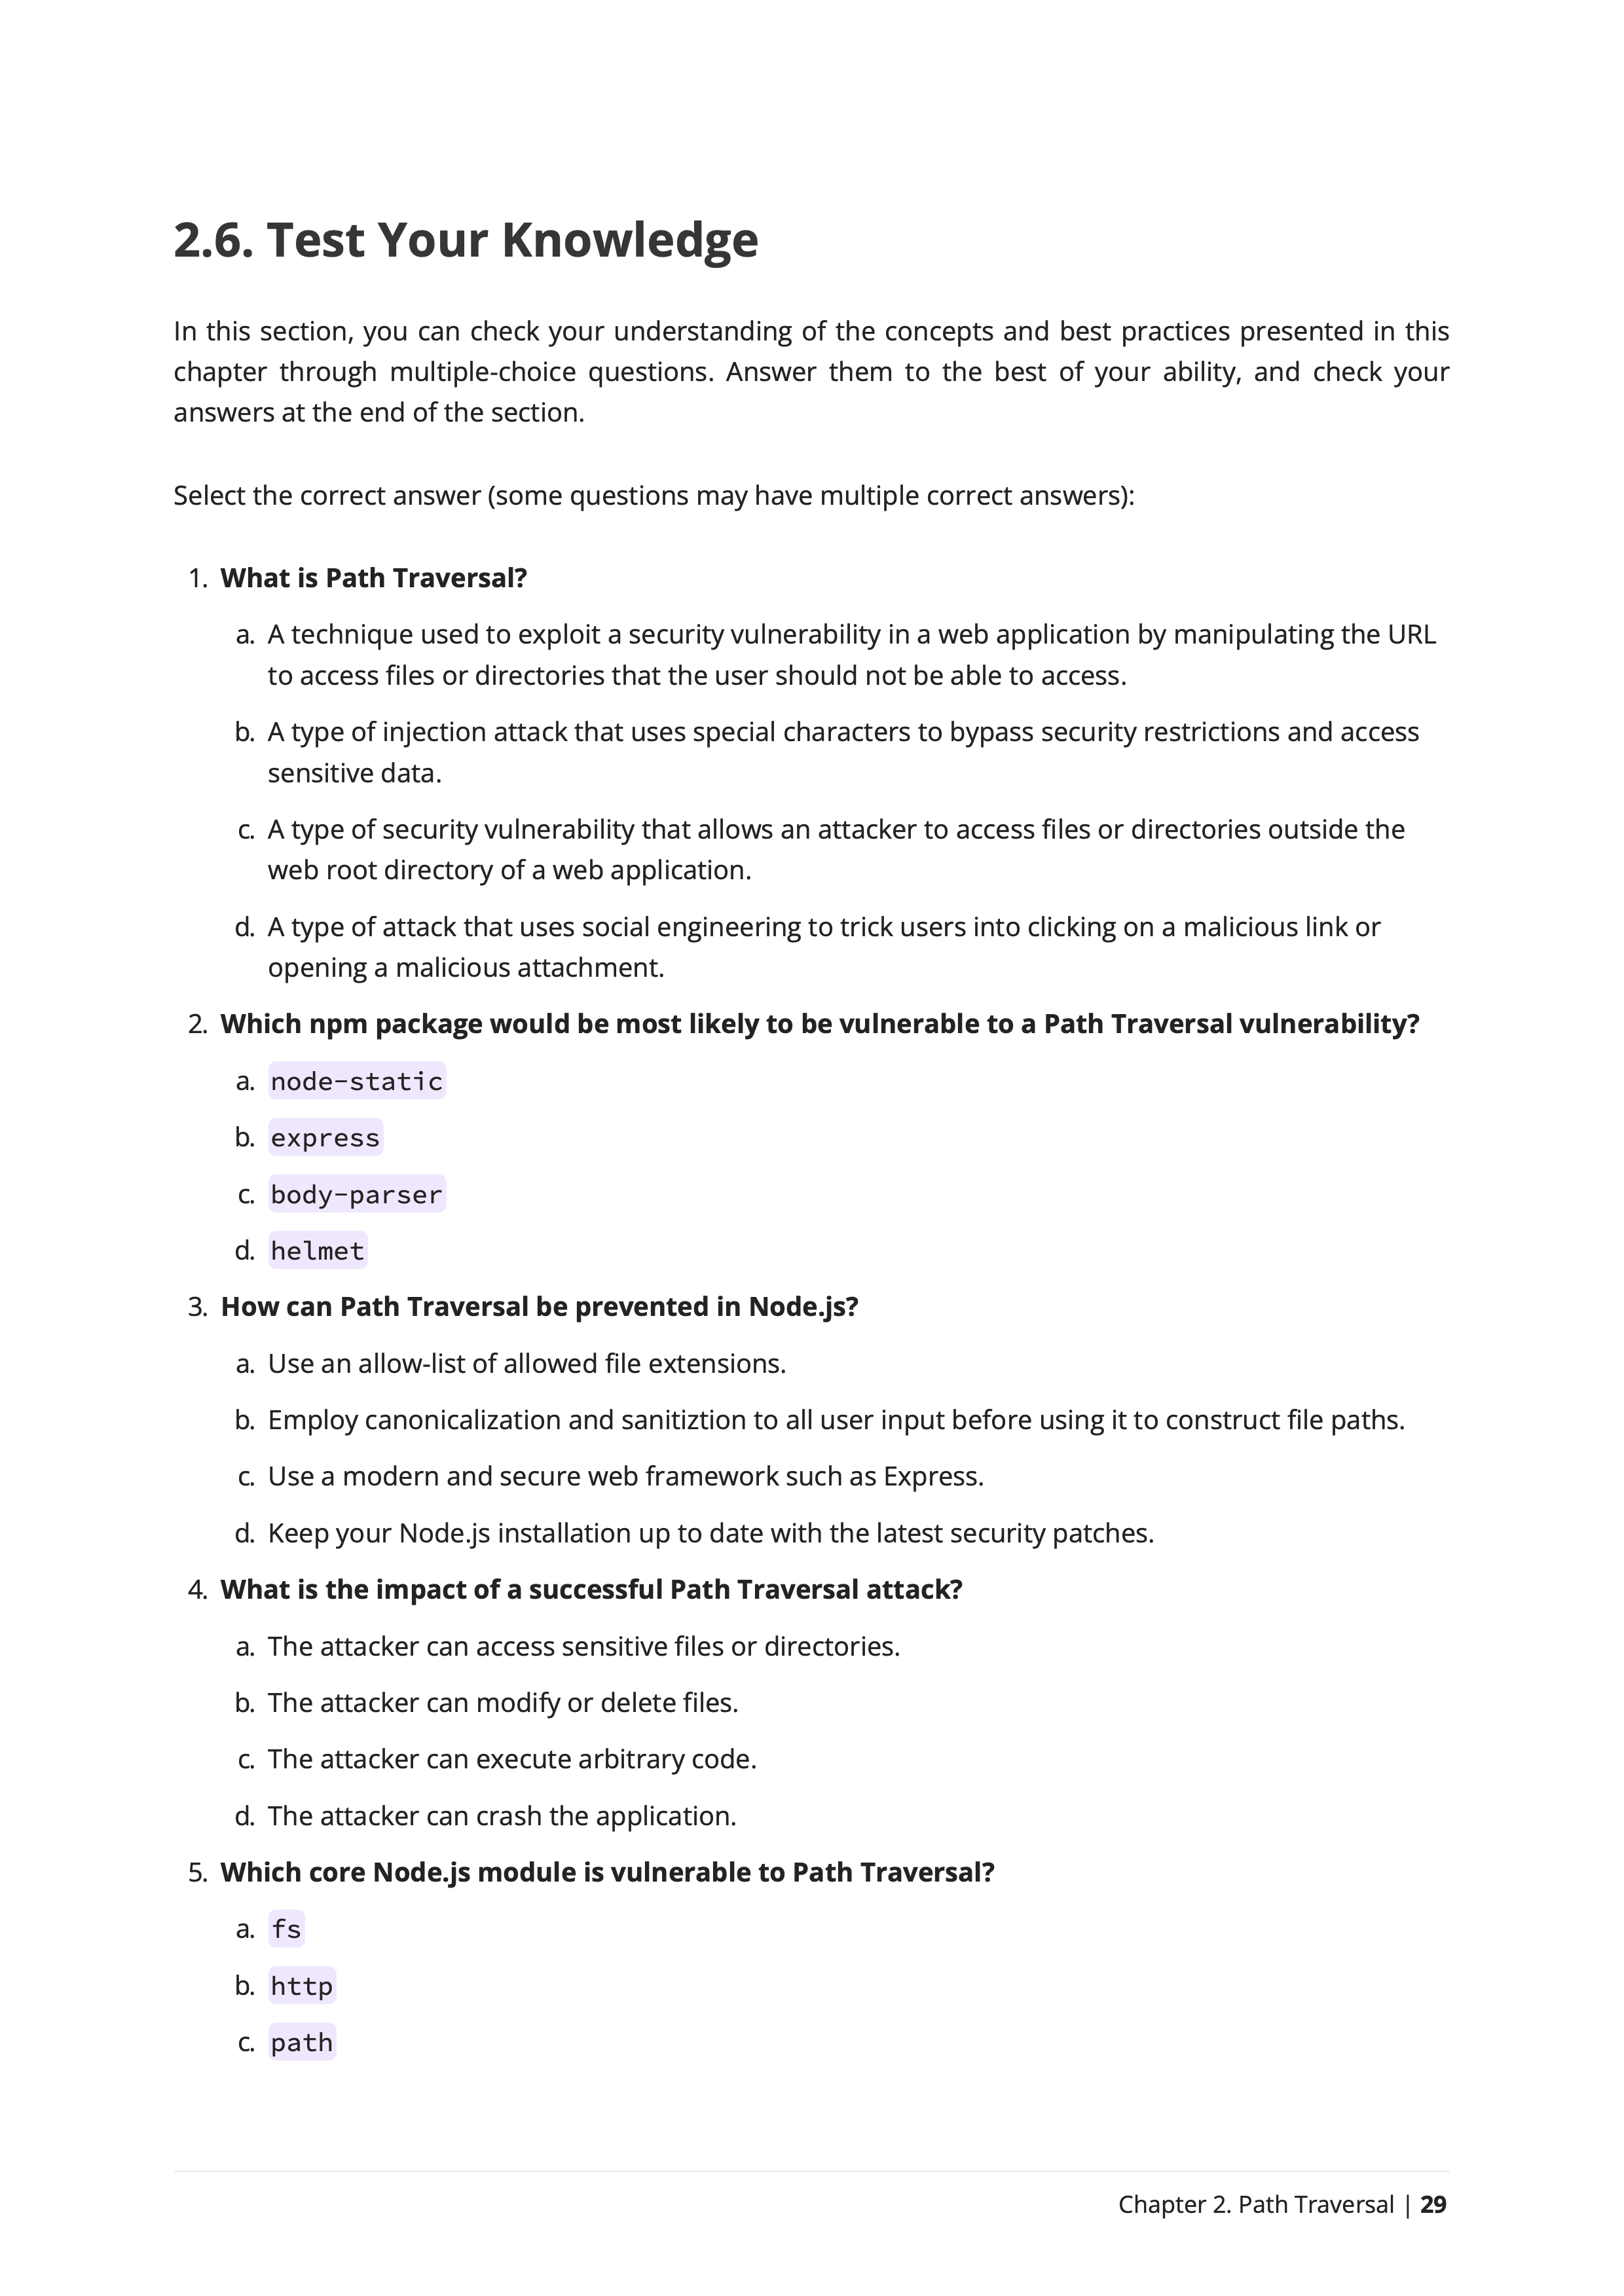 2.6. Test Your Knowledge
In this section, you can check your understanding of the concepts and best practices presented in this
chapter through multiple-choice questions. Answer them to the best of your ability, and check your
answers at the end of the section.
Select the correct answer (some questions may have multiple correct answers):
1. What is Path Traversal?
a. A technique used to exploit a security vulnerability in a web application by manipulating the URL
to access files or directories that the user should not be able to access.
b. A type of injection attack that uses special characters to bypass security restrictions and access
sensitive data.
c. A type of security vulnerability that allows an attacker to access files or directories outside the
web root directory of a web application.
d. A type of attack that uses social engineering to trick users into clicking on a malicious link or
opening a malicious attachment.
2. Which npm package would be most likely to be vulnerable to a Path Traversal vulnerability?
a. node-static
b. express
c. body-parser
d. helmet
3. How can Path Traversal be prevented in Node.js?
a. Use an allow-list of allowed file extensions.
b. Employ canonicalization and sanitiztion to all user input before using it to construct file paths.
c. Use a modern and secure web framework such as Express.
d. Keep your Node.js installation up to date with the latest security patches.
4. What is the impact of a successful Path Traversal attack?
a. The attacker can access sensitive files or directories.
b. The attacker can modify or delete files.
c. The attacker can execute arbitrary code.
d. The attacker can crash the application.
5. Which core Node.js module is vulnerable to Path Traversal?
a. fs
b. http
c. path
Chapter 2. Path Traversal | 29